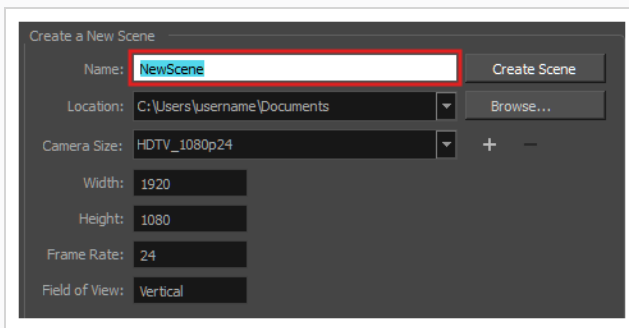 Create a New Scene
Name: NewScene Create Scene
Location: C:\Users\username\Documents Browse...
Camera Size: HDTV_1080p24 + −
Width: 1920
Height: 1080
Frame Rate: 24
Field of View: Vertical